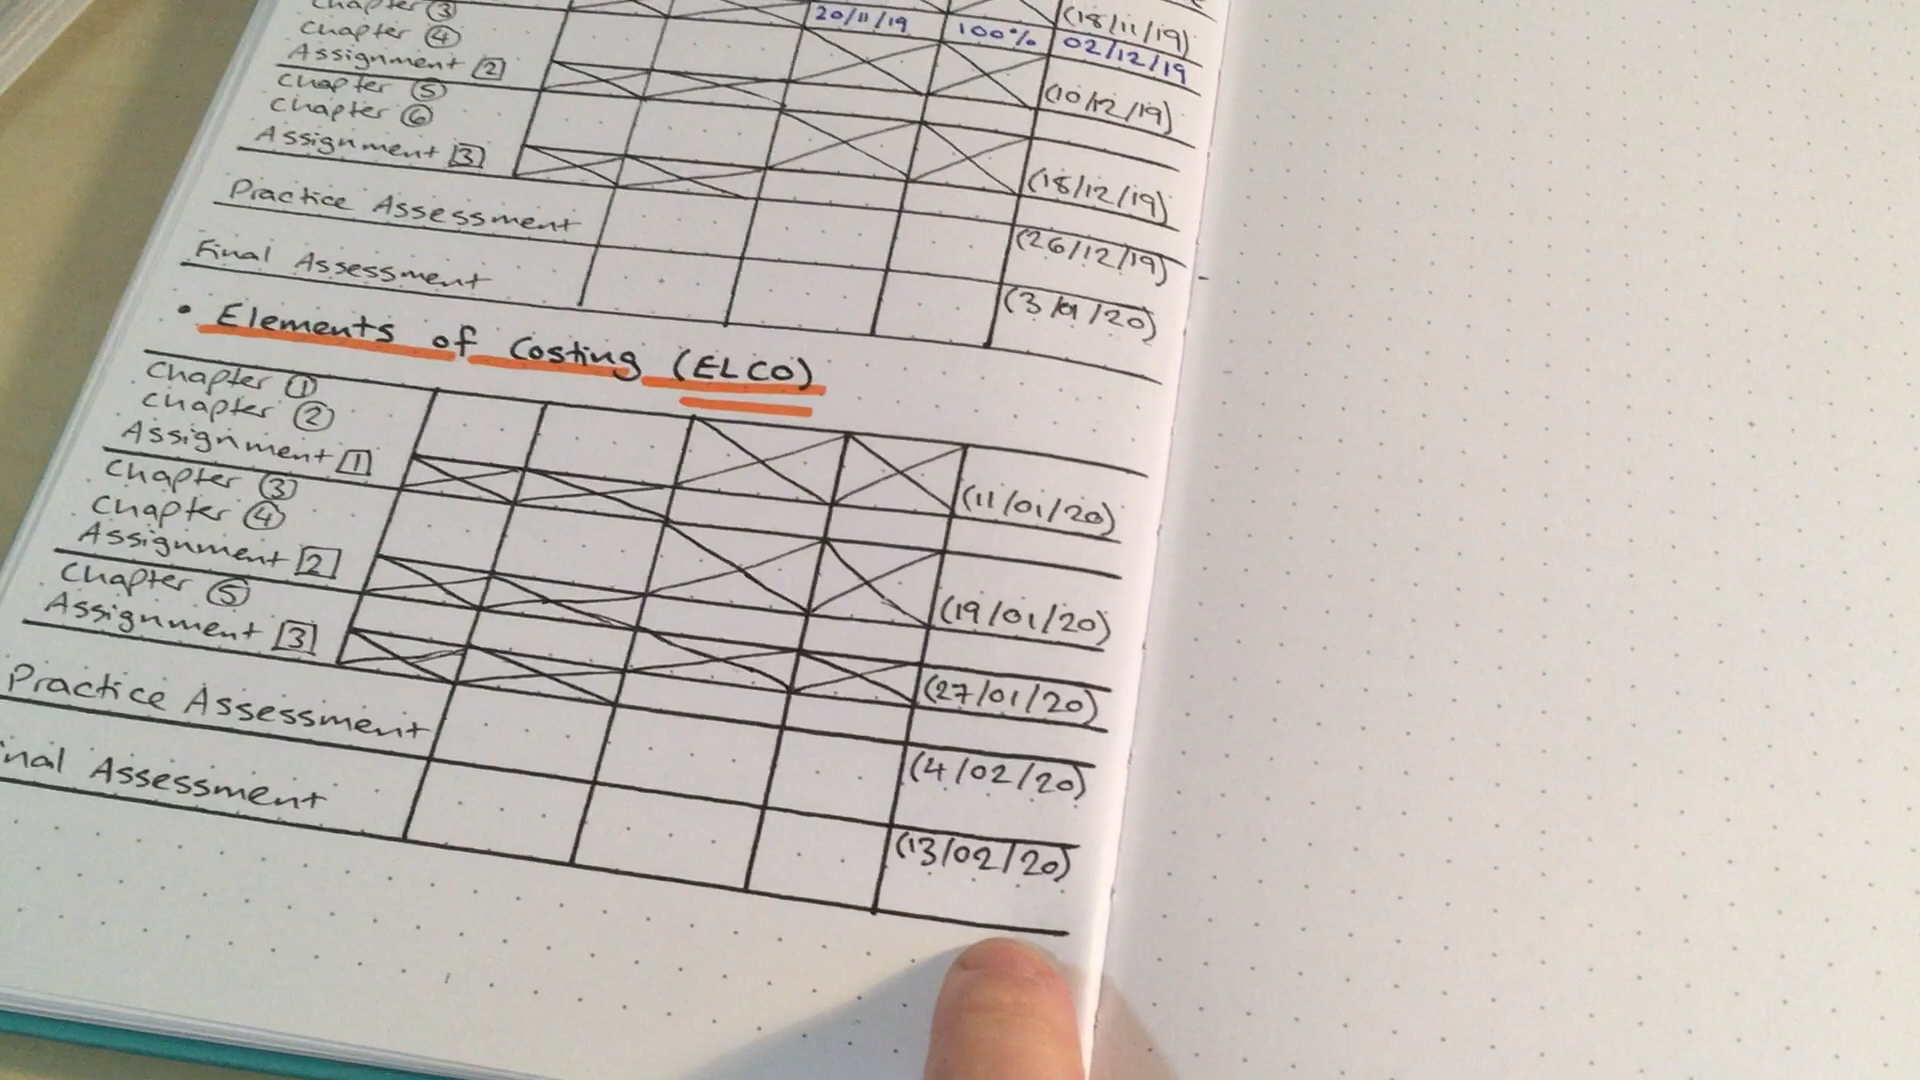 Chapter ③
(18/11/19)
Chapter ④ 20/11/19 100% 02/12/19
Assignment [2]
(10/12/19)
Chapter ⑤
Chapter ⑥
Assignment [3]
(18/12/19)
Practice Assessment (26/12/19)
Final Assessment (3/01/20)
• Elements of Costing (ELCO)
Chapter ①
Chapter ②
Assignment [1] (11/01/20)
Chapter ③
Chapter ④
Assignment [2] (19/01/20)
Chapter ⑤
Assignment [3] (27/01/20)
Practice Assessment (4/02/20)
inal Assessment (13/02/20)